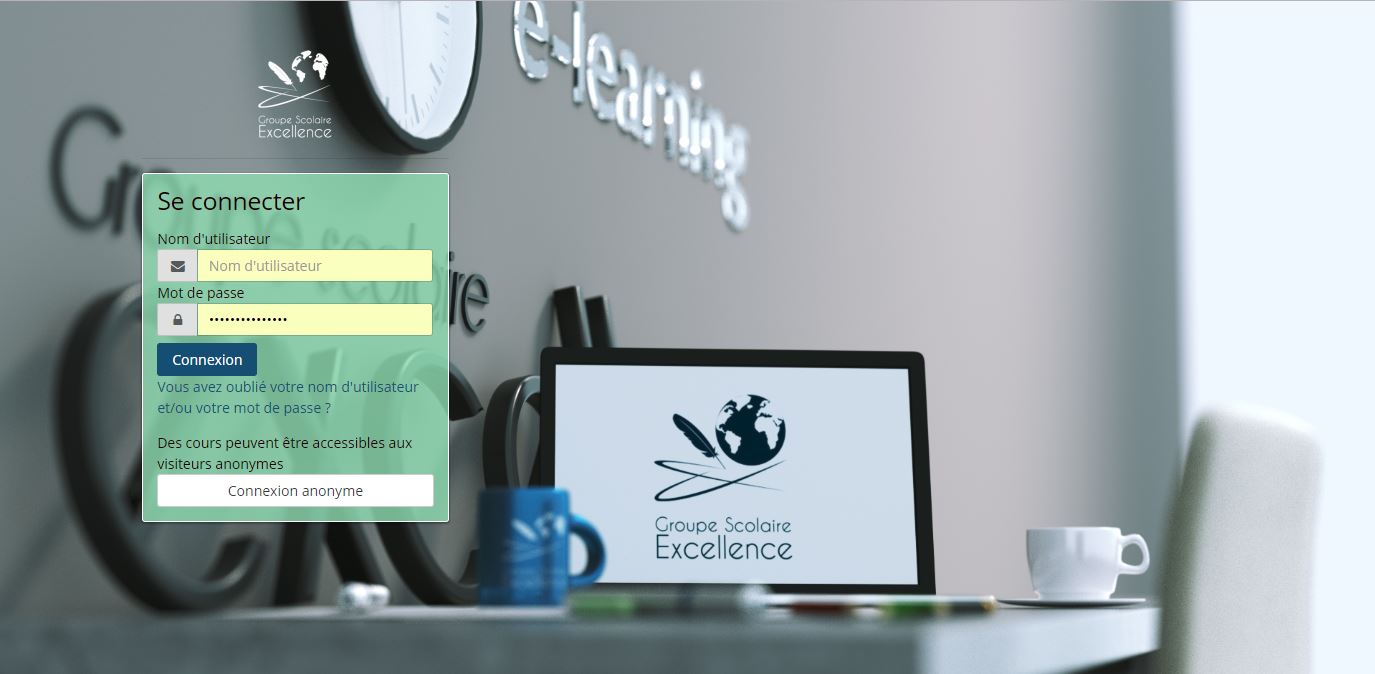 e-learning
Groupe Scolaire
Excellence
Groupe scolaire
Se connecter
Nom d'utilisateur
Nom d'utilisateur
Mot de passe
•••••••••••••••
Connexion
Vous avez oublié votre nom d'utilisateur
et/ou votre mot de passe ?
Des cours peuvent être accessibles aux
visiteurs anonymes
Connexion anonyme
Groupe Scolaire
Excellence